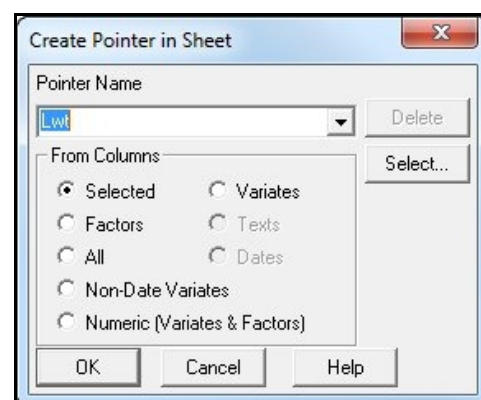 Create Pointer in Sheet
Pointer Name
Lwt
Delete
From Columns
Select...
Selected Variates
Factors Texts
All Dates
Non-Date Variates
Numeric (Variates & Factors)
OK Cancel Help